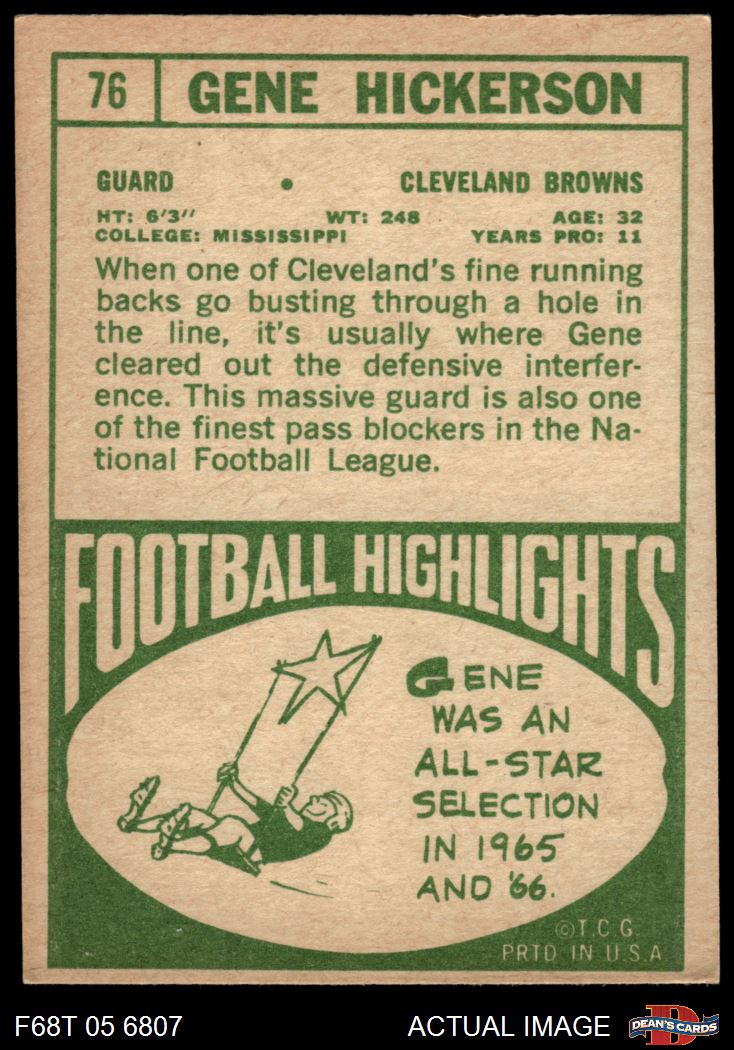 76 GENE HICKERSON
GUARD • CLEVELAND BROWNS
HT: 6'3" WT: 248 AGE: 32
COLLEGE: MISSISSIPPI YEARS PRO: 11
When one of Cleveland's fine running
backs go busting through a hole in
the line, it's usually where Gene
cleared out the defensive interfer-
ence. This massive guard is also one
of the finest pass blockers in the Na-
tional Football League.
FOOTBALL HIGHLIGHTS
GENE
WAS AN
ALL-STAR
SELECTION
IN 1965
AND '66.
©T.C.G.
PRTD IN U.S.A
F68T 05 6807 ACTUAL IMAGE DEAN'S CARDS